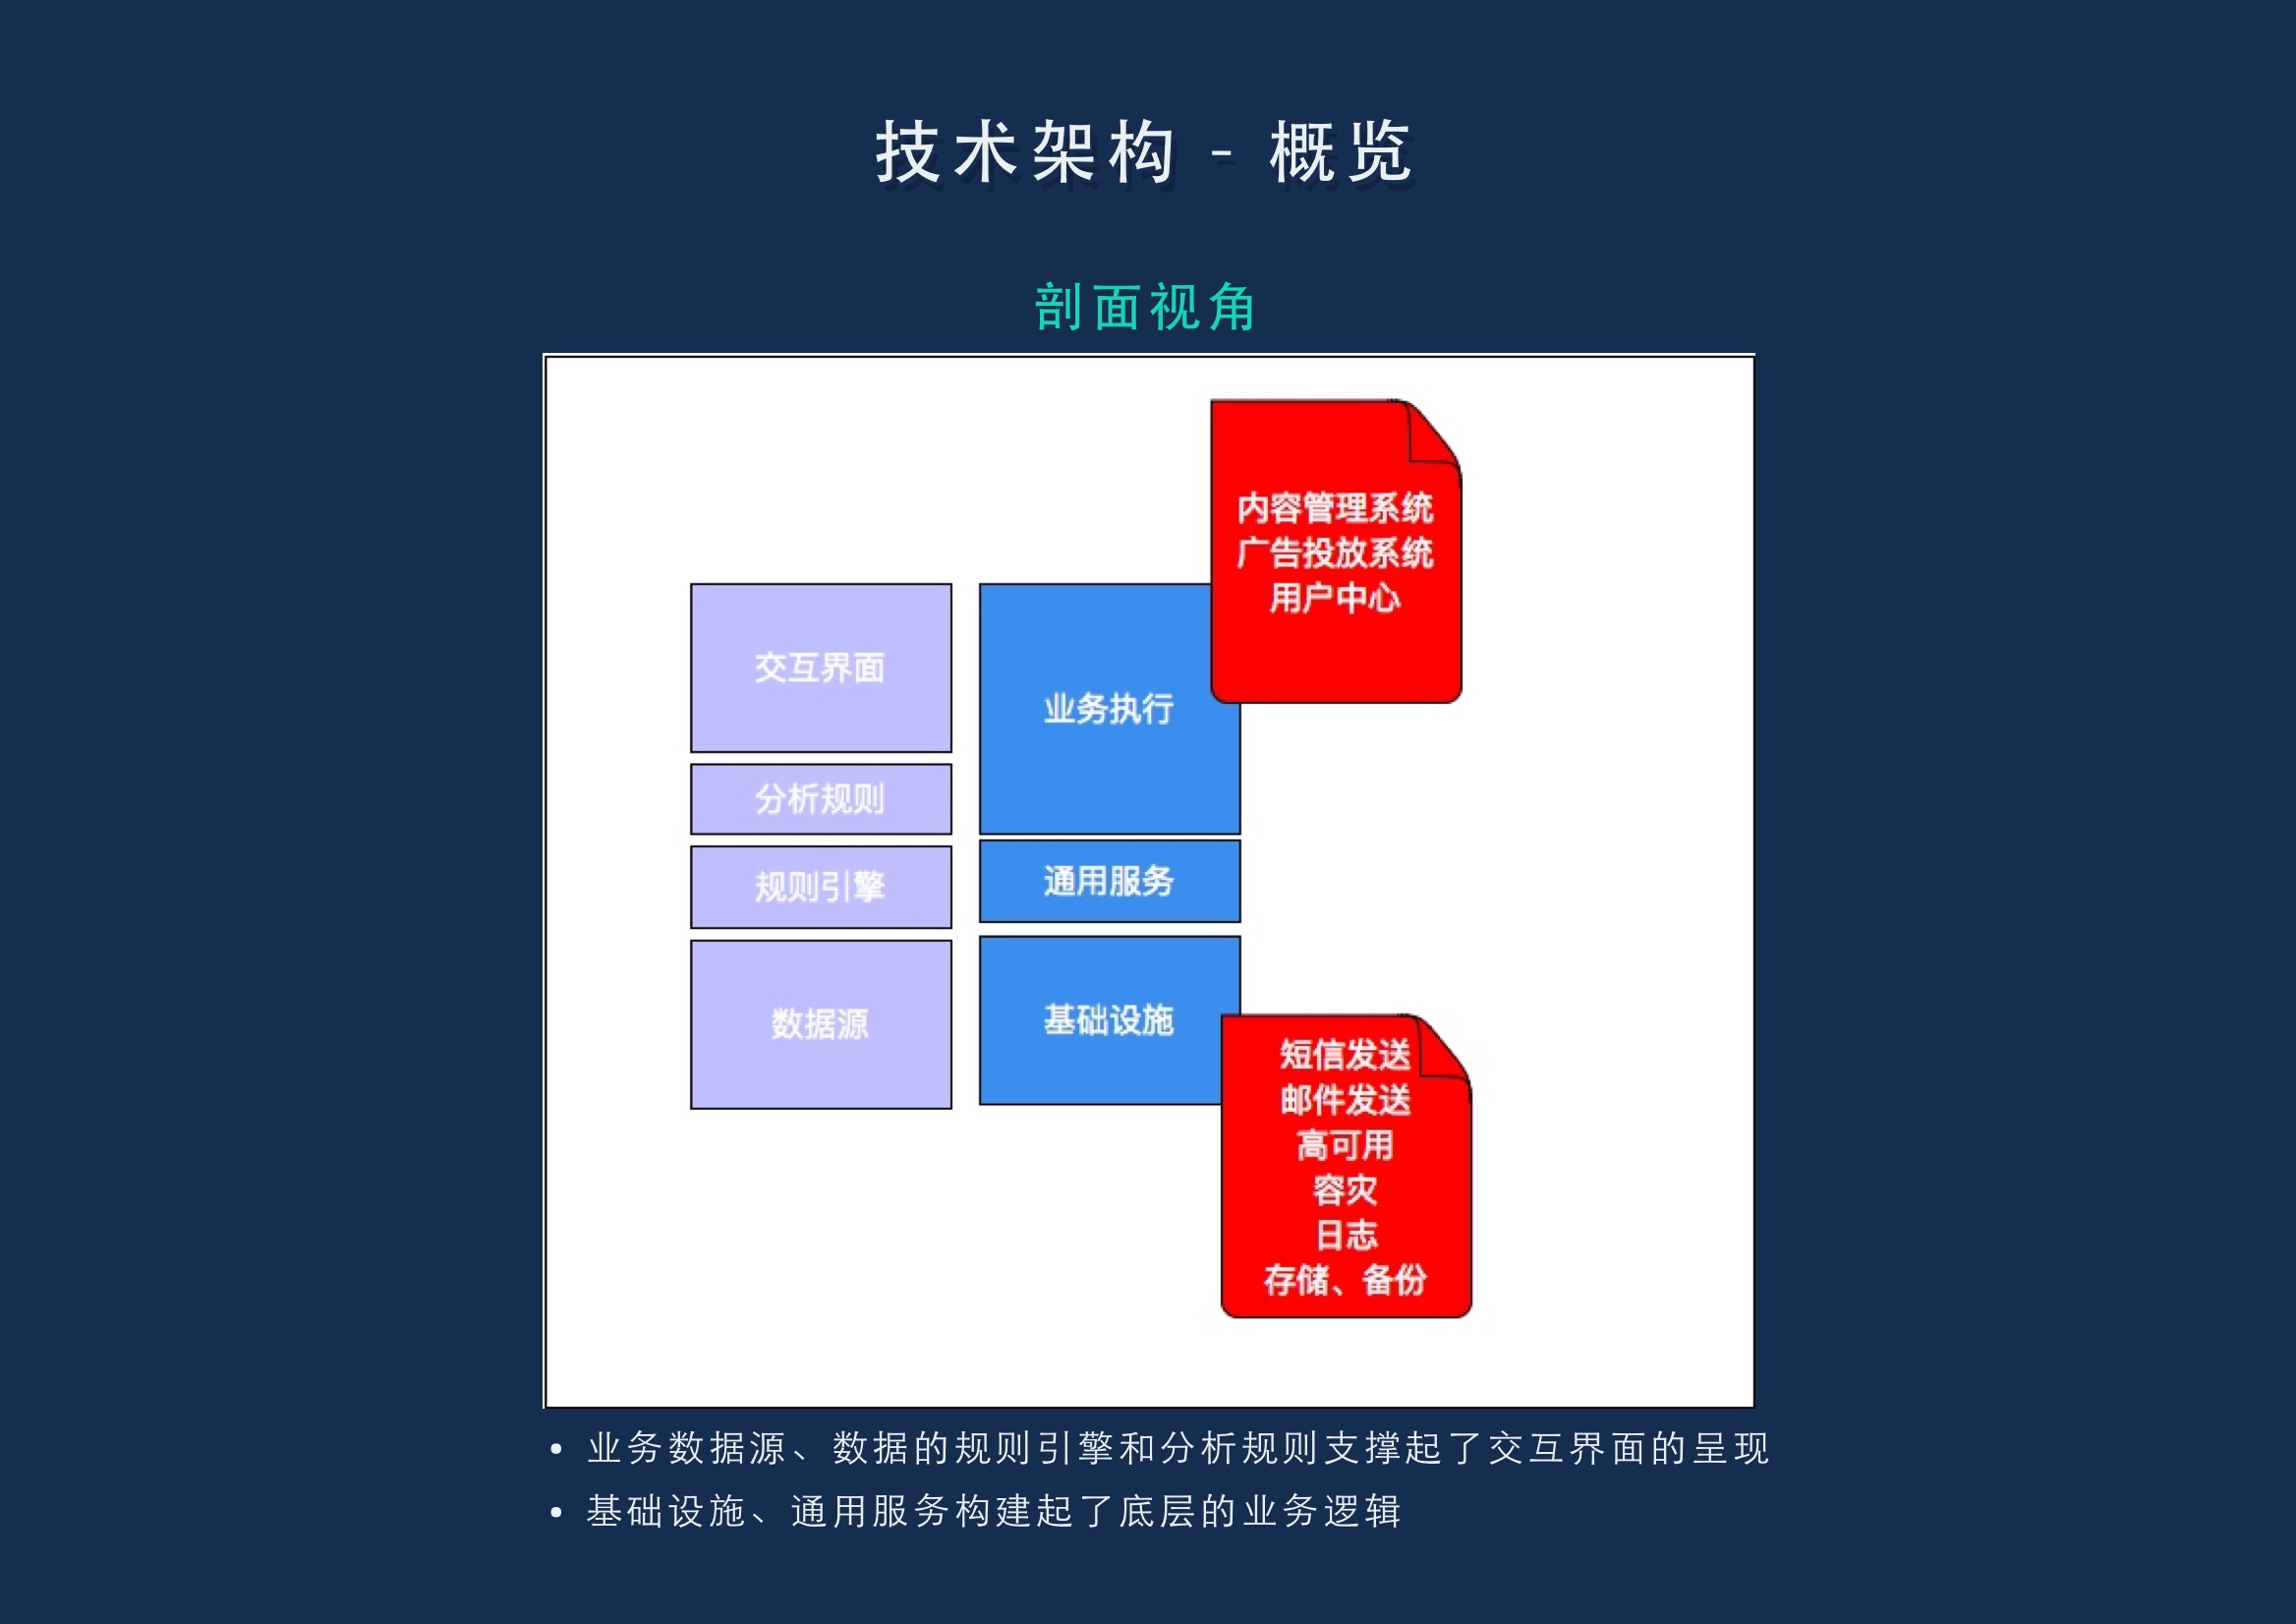 技术架构 - 概览
剖面视角
内容管理系统
广告投放系统
用户中心
交互界面
业务执行
分析规则
规则引擎
通用服务
数据源
基础设施
短信发送
邮件发送
高可用
容灾
日志
存储、备份
• 业务数据源、数据的规则引擎和分析规则支撑起了交互界面的呈现
• 基础设施、通用服务构建起了底层的业务逻辑